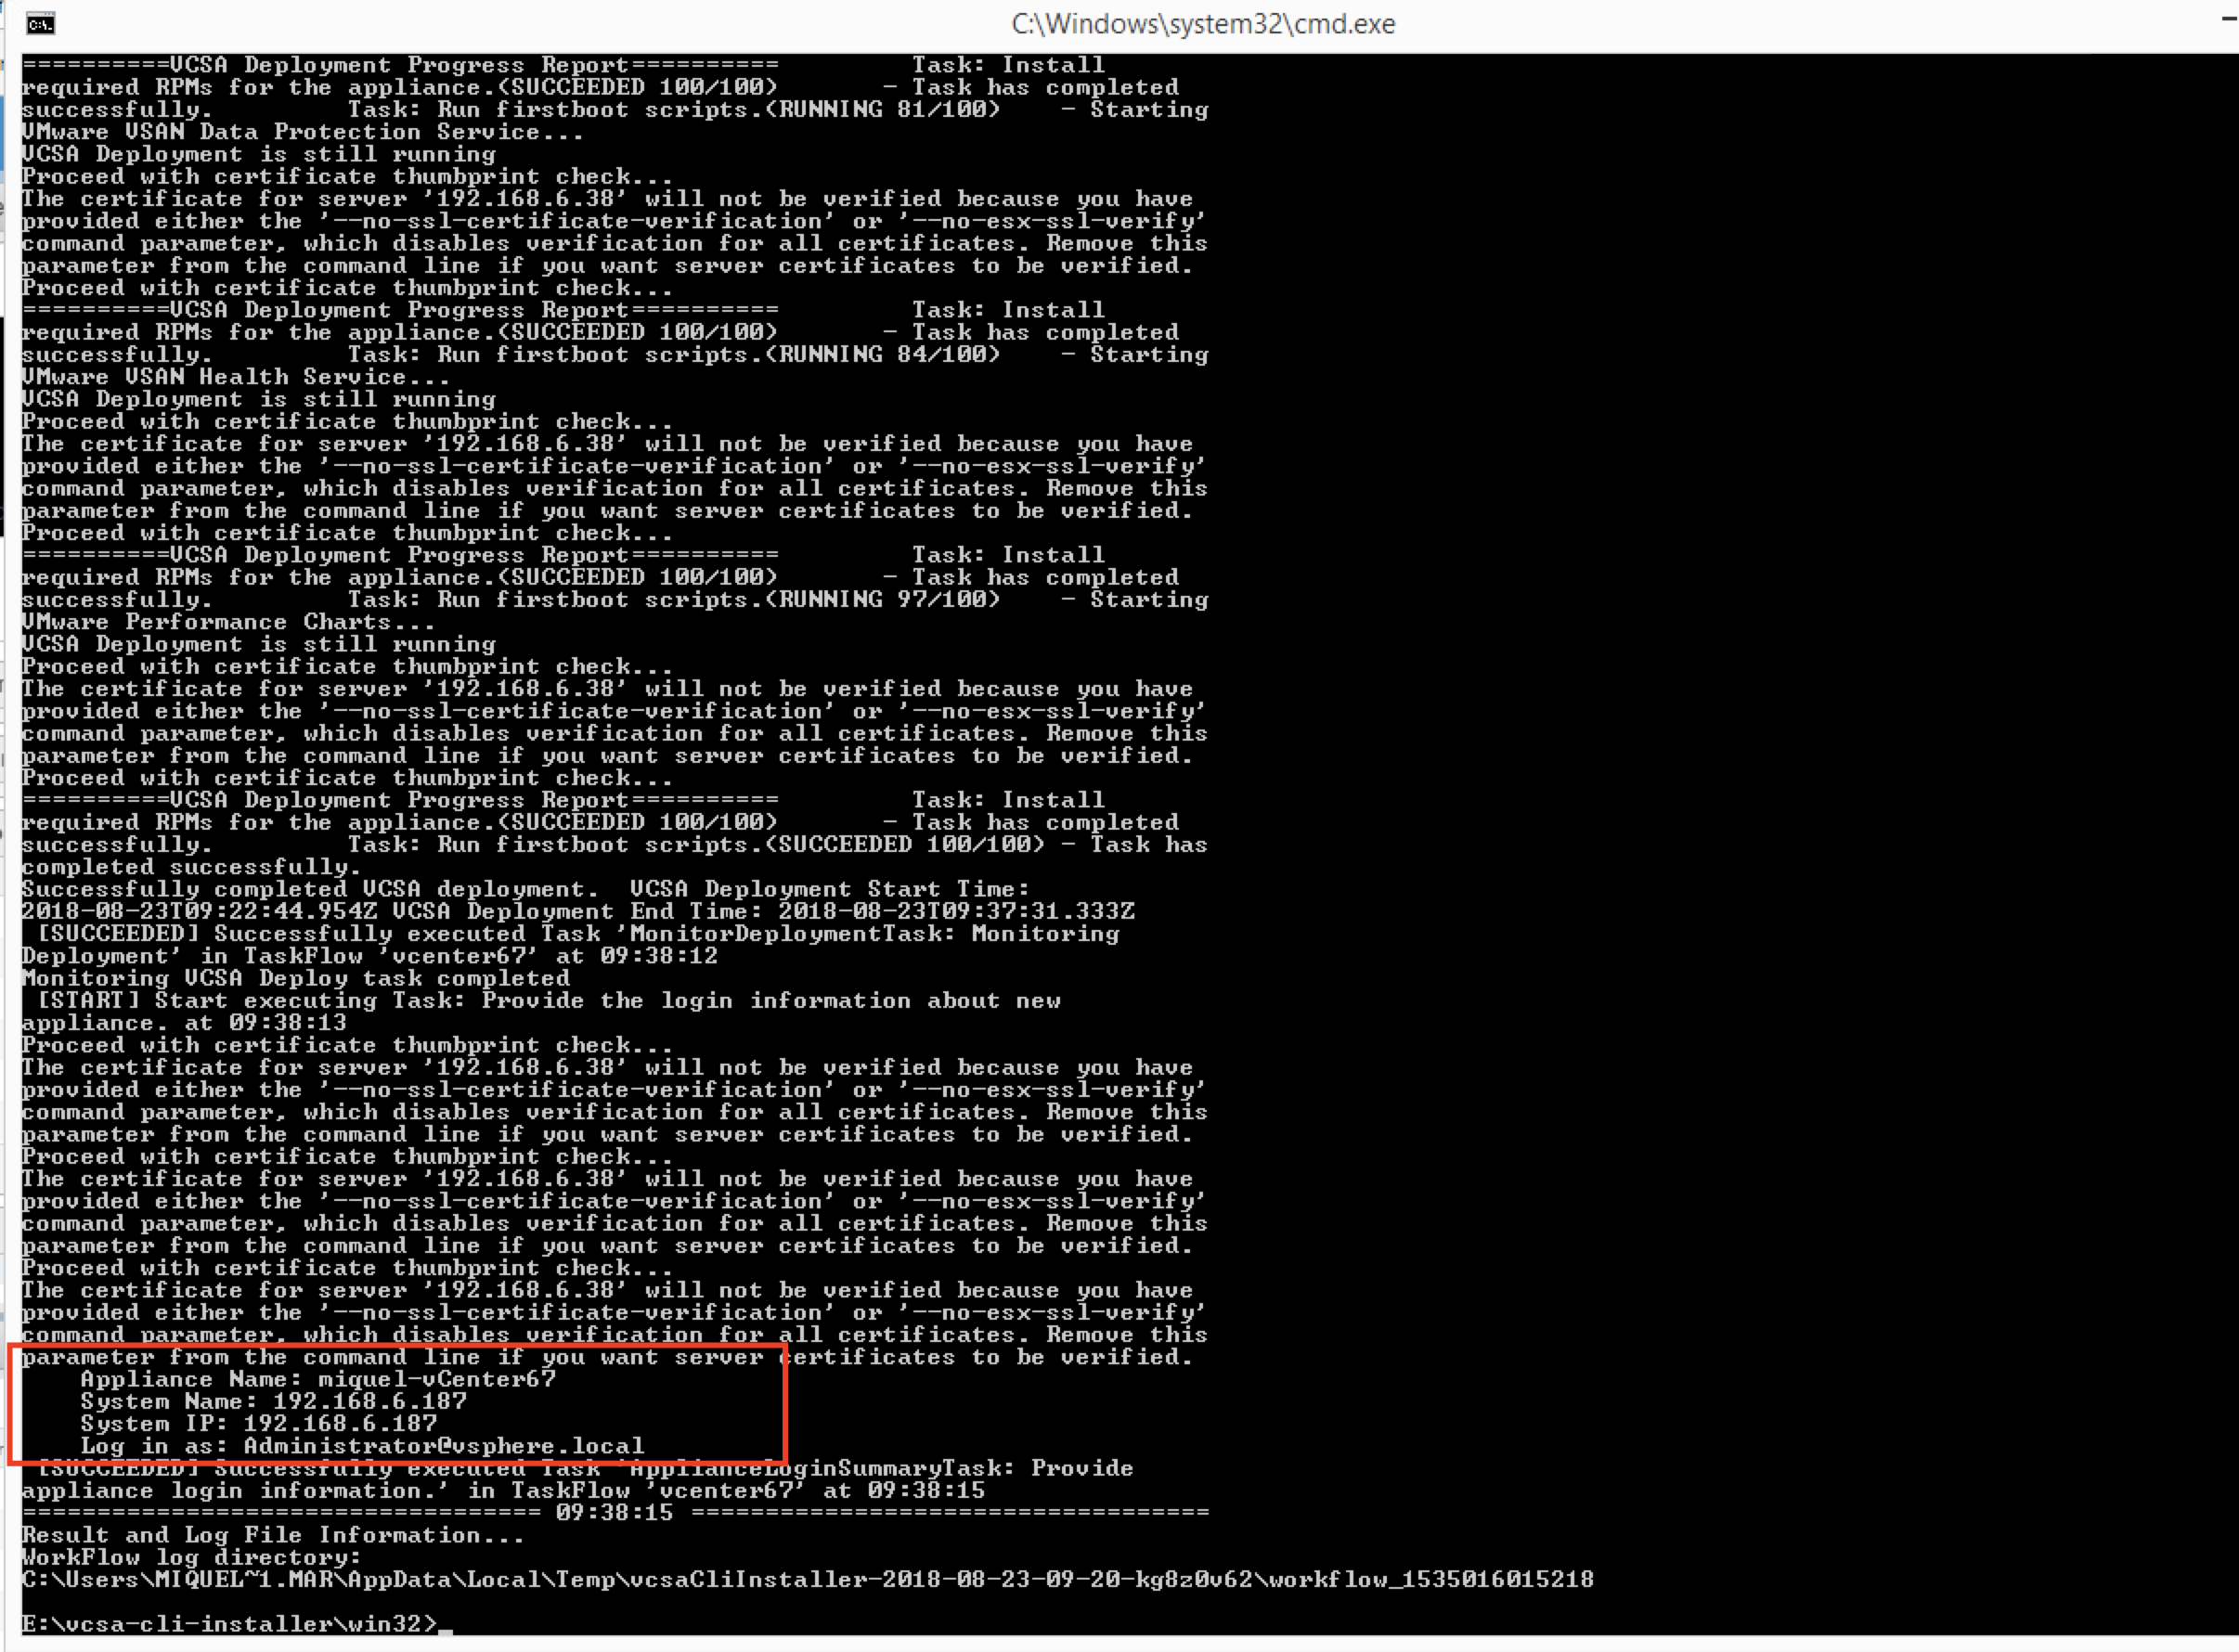 C:\Windows\system32\cmd.exe
==========VCSA Deployment Progress Report==========         Task: Install
required RPMs for the appliance.(SUCCEEDED 100/100)       - Task has completed
successfully.         Task: Run firstboot scripts.(RUNNING 81/100)    - Starting
VMware VSAN Data Protection Service...
VCSA Deployment is still running
Proceed with certificate thumbprint check...
The certificate for server '192.168.6.38' will not be verified because you have
provided either the '--no-ssl-certificate-verification' or '--no-esx-ssl-verify'
command parameter, which disables verification for all certificates. Remove this
parameter from the command line if you want server certificates to be verified.
Proceed with certificate thumbprint check...
==========VCSA Deployment Progress Report==========         Task: Install
required RPMs for the appliance.(SUCCEEDED 100/100)       - Task has completed
successfully.         Task: Run firstboot scripts.(RUNNING 84/100)    - Starting
VMware VSAN Health Service...
VCSA Deployment is still running
Proceed with certificate thumbprint check...
The certificate for server '192.168.6.38' will not be verified because you have
provided either the '--no-ssl-certificate-verification' or '--no-esx-ssl-verify'
command parameter, which disables verification for all certificates. Remove this
parameter from the command line if you want server certificates to be verified.
Proceed with certificate thumbprint check...
==========VCSA Deployment Progress Report==========         Task: Install
required RPMs for the appliance.(SUCCEEDED 100/100)       - Task has completed
successfully.         Task: Run firstboot scripts.(RUNNING 97/100)    - Starting
VMware Performance Charts...
VCSA Deployment is still running
Proceed with certificate thumbprint check...
The certificate for server '192.168.6.38' will not be verified because you have
provided either the '--no-ssl-certificate-verification' or '--no-esx-ssl-verify'
command parameter, which disables verification for all certificates. Remove this
parameter from the command line if you want server certificates to be verified.
Proceed with certificate thumbprint check...
==========VCSA Deployment Progress Report==========         Task: Install
required RPMs for the appliance.(SUCCEEDED 100/100)       - Task has completed
successfully.         Task: Run firstboot scripts.(SUCCEEDED 100/100) - Task has
completed successfully.
Successfully completed VCSA deployment.  VCSA Deployment Start Time:
2018-08-23T09:22:44.954Z VCSA Deployment End Time: 2018-08-23T09:37:31.333Z
 [SUCCEEDED] Successfully executed Task 'MonitorDeploymentTask: Monitoring
Deployment' in TaskFlow 'vcenter67' at 09:38:12
Monitoring VCSA Deploy task completed
 [START] Start executing Task: Provide the login information about new
appliance. at 09:38:13
Proceed with certificate thumbprint check...
The certificate for server '192.168.6.38' will not be verified because you have
provided either the '--no-ssl-certificate-verification' or '--no-esx-ssl-verify'
command parameter, which disables verification for all certificates. Remove this
parameter from the command line if you want server certificates to be verified.
Proceed with certificate thumbprint check...
The certificate for server '192.168.6.38' will not be verified because you have
provided either the '--no-ssl-certificate-verification' or '--no-esx-ssl-verify'
command parameter, which disables verification for all certificates. Remove this
parameter from the command line if you want server certificates to be verified.
Proceed with certificate thumbprint check...
The certificate for server '192.168.6.38' will not be verified because you have
provided either the '--no-ssl-certificate-verification' or '--no-esx-ssl-verify'
command parameter, which disables verification for all certificates. Remove this
parameter from the command line if you want server certificates to be verified.
    Appliance Name: miquel-vCenter67
    System Name: 192.168.6.187
    System IP: 192.168.6.187
    Log in as: Administrator@vsphere.local
 [SUCCEEDED] Successfully executed Task 'ApplianceLoginSummaryTask: Provide
appliance login information.' in TaskFlow 'vcenter67' at 09:38:15
=================================== 09:38:15 ===================================
Result and Log File Information...
WorkFlow log directory:
C:\Users\MIQUEL~1.MAR\AppData\Local\Temp\vcsaCliInstaller-2018-08-23-09-20-kg8z0v62\workflow_1535016015218
E:\vcsa-cli-installer\win32>_